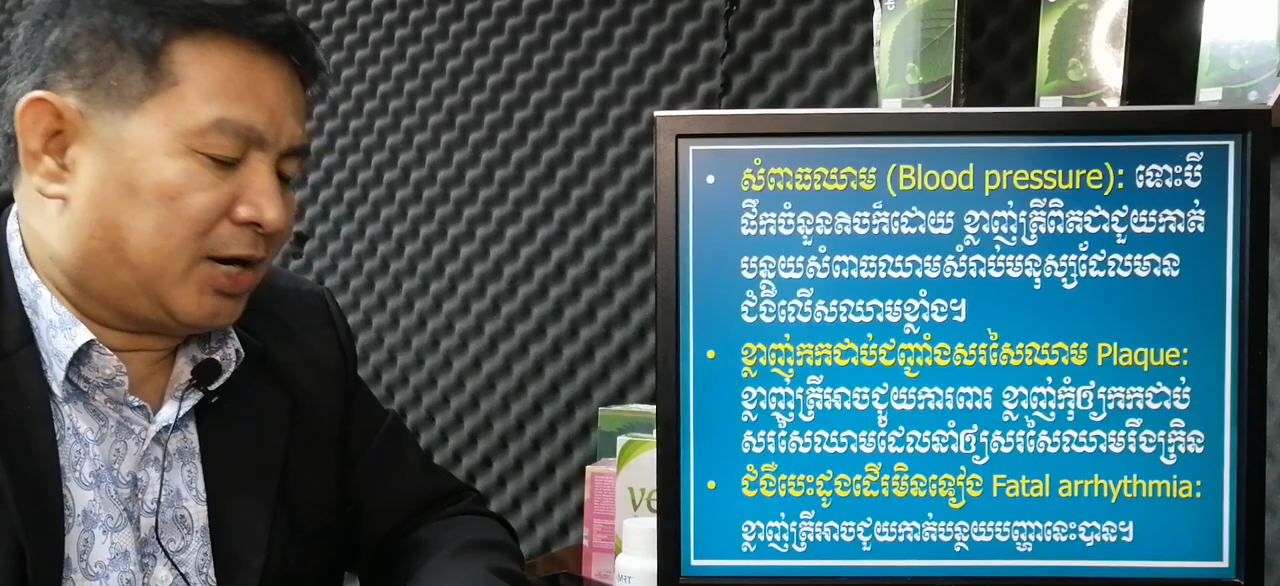 • សំពាធឈាម (Blood pressure): ទោះបី
ផឹកចំនួនតិចក៏ដោយ ខ្លាញ់ត្រីពិតជាជួយកាត់
បន្ថយសំពាធឈាមសំរាប់មនុស្សដែលមាន
ជំងឺលើសឈាមខ្លាំង។
• ខ្លាញ់កកជាប់ជញ្ជាំងសរសៃឈាម Plaque:
ខ្លាញ់ត្រីអាចជួយការពារ ខ្លាញ់កុំឲ្យកកជាប់
សរសៃឈាមដែលនាំឲ្យសរសៃឈាមរឹងក្រិន
• ជំងឺបេះដូងដើរមិនទៀង Fatal arrhythmia:
ខ្លាញ់ត្រីអាចជួយកាត់បន្ថយបញ្ហានេះបាន។